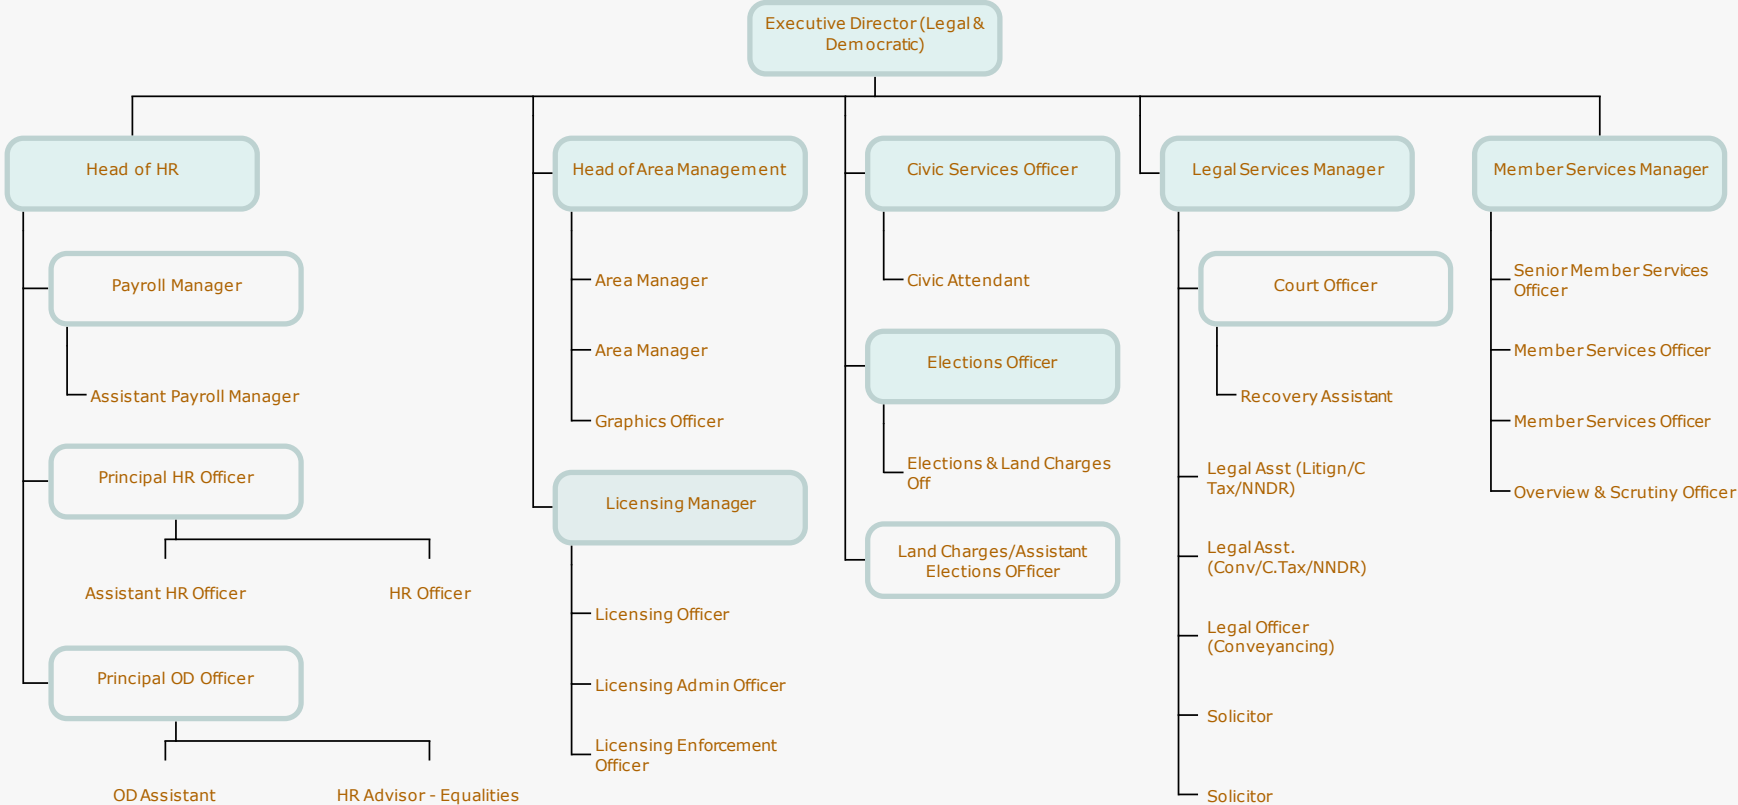 Executive Director (Legal &
Democratic)
Head of HR
Payroll Manager
Assistant Payroll Manager
Principal HR Officer
Assistant HR Officer
HR Officer
Principal OD Officer
OD Assistant
HR Advisor - Equalities
Head of Area Management
Area Manager
Area Manager
Graphics Officer
Licensing Manager
Licensing Officer
Licensing Admin Officer
Licensing Enforcement
Officer
Civic Services Officer
Civic Attendant
Elections Officer
Elections & Land Charges
Off
Land Charges/Assistant
Elections OFficer
Legal Services Manager
Court Officer
Recovery Assistant
Legal Asst (Litign/C
Tax/NNDR)
Legal Asst.
(Conv/C.Tax/NNDR)
Legal Officer
(Conveyancing)
Solicitor
Solicitor
Member Services Manager
Senior Member Services
Officer
Member Services Officer
Member Services Officer
Overview & Scrutiny Officer